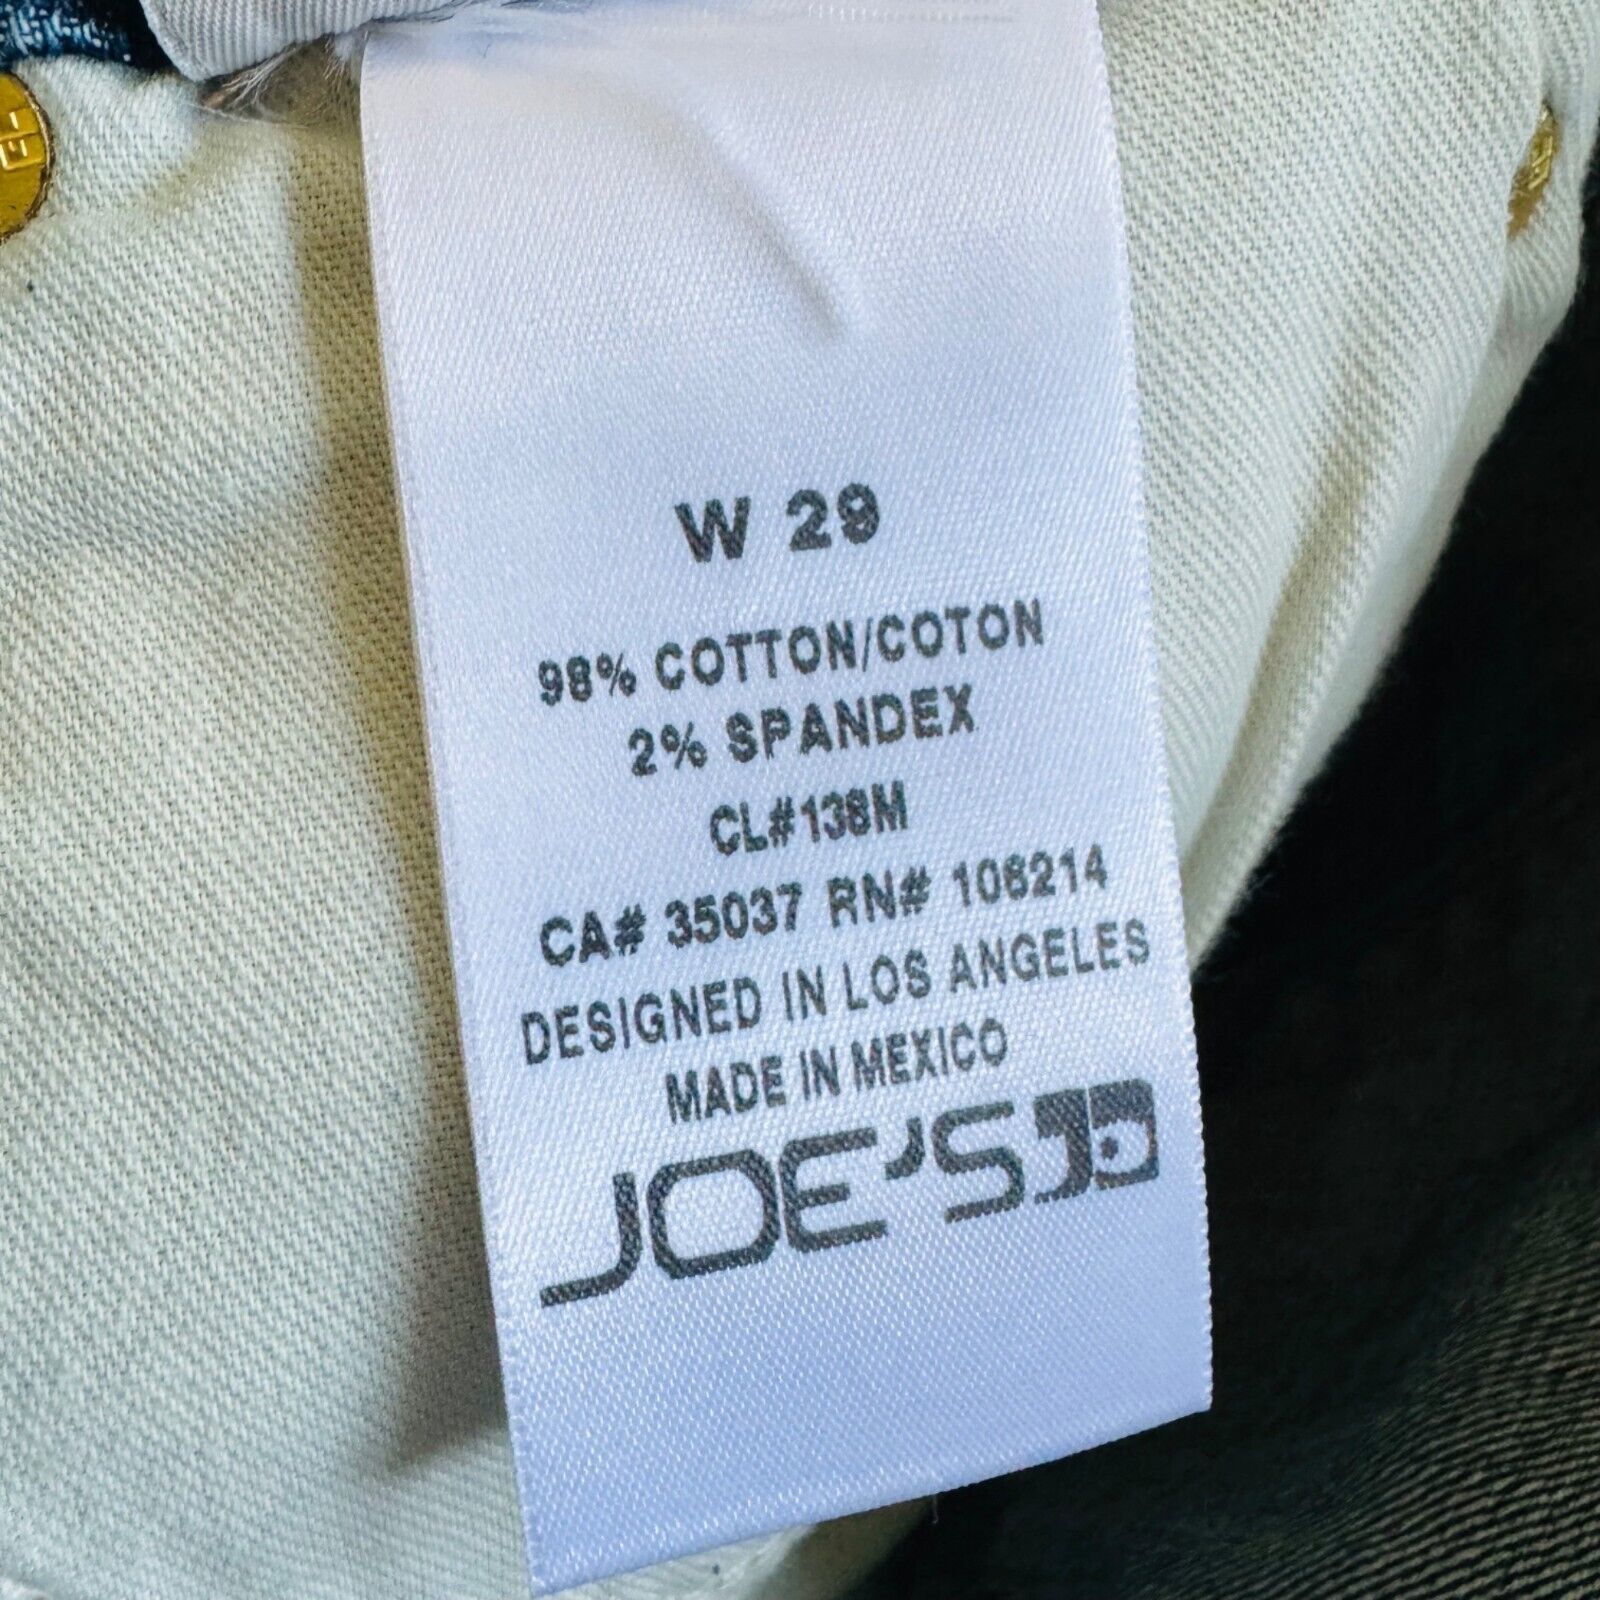 W 29
98% COTTON/COTON
2% SPANDEX
CL#138M
CA# 35037 RN# 106214
DESIGNED IN LOS ANGELES
MADE IN MEXICO
JOE'S